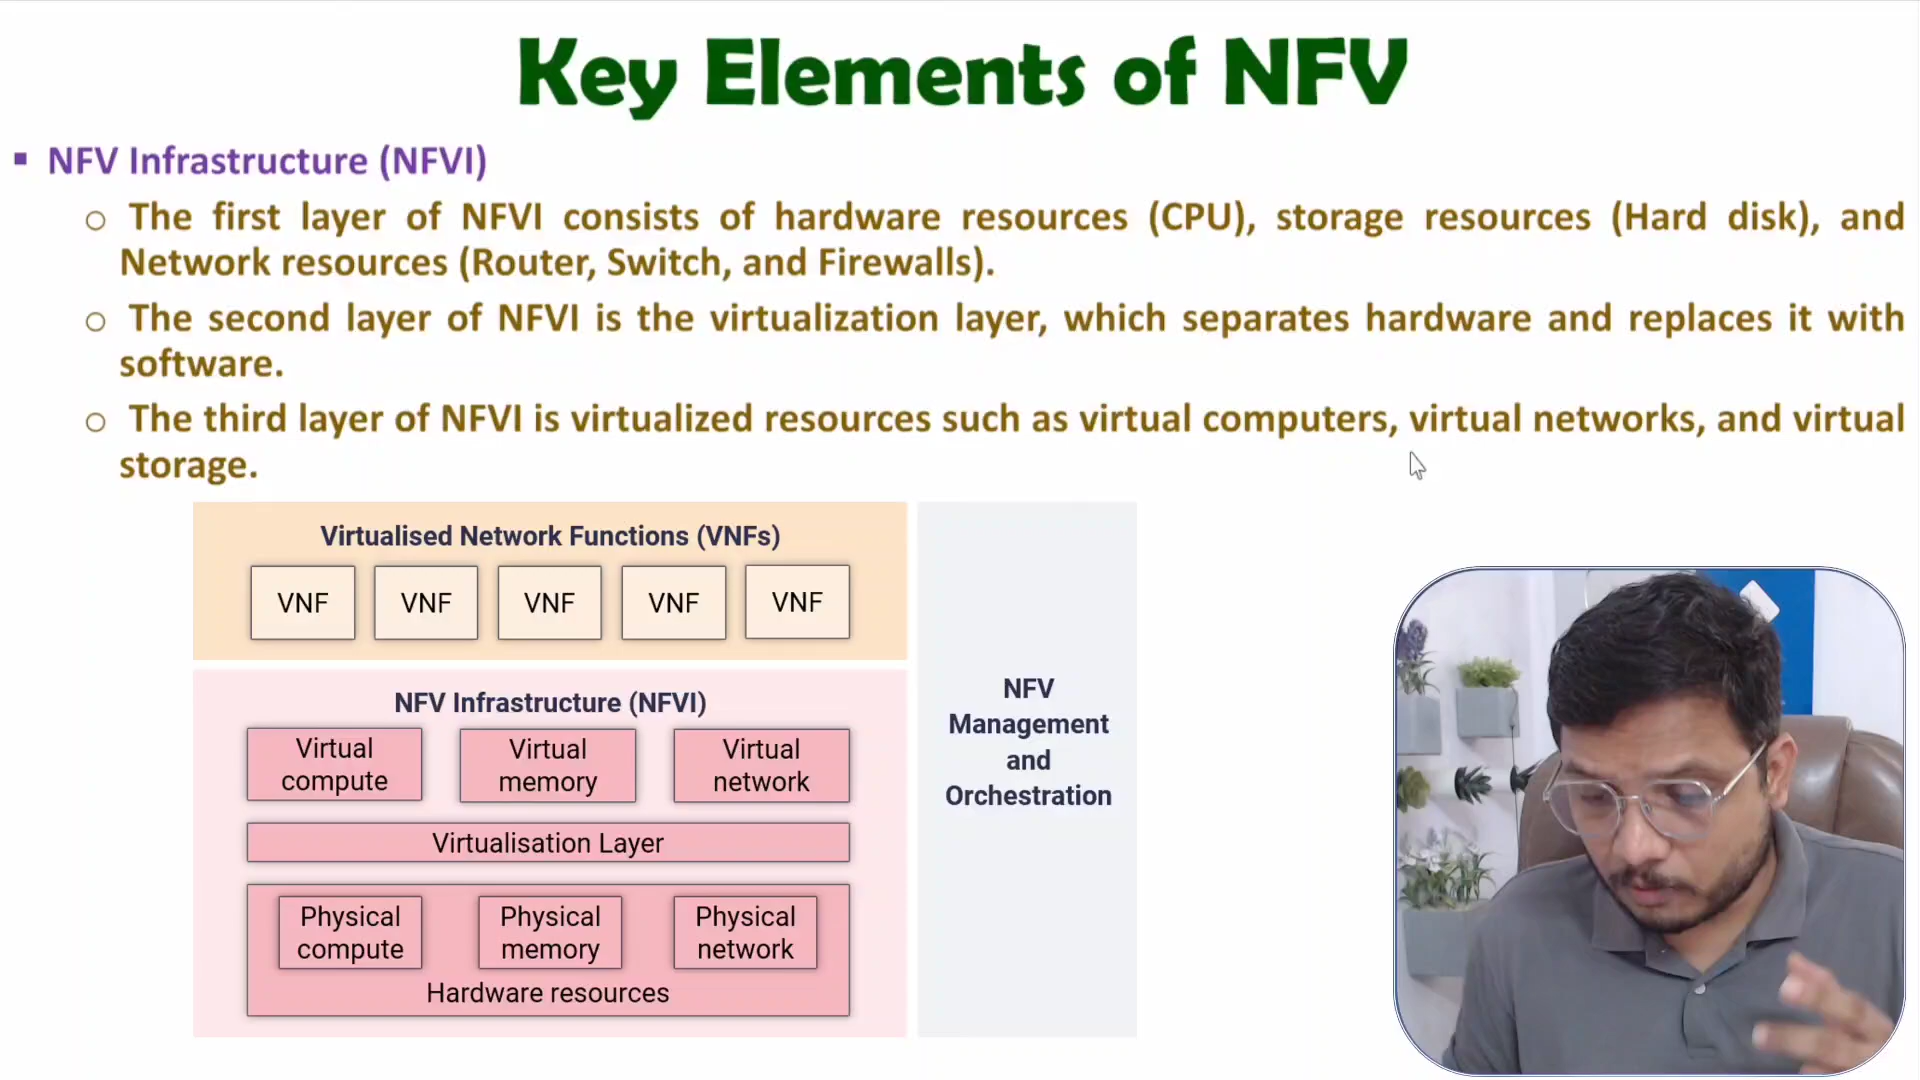 Key Elements of NFV
▪ NFV Infrastructure (NFVI)
o The first layer of NFVI consists of hardware resources (CPU), storage resources (Hard disk), and
Network resources (Router, Switch, and Firewalls).
o The second layer of NFVI is the virtualization layer, which separates hardware and replaces it with
software.
o The third layer of NFVI is virtualized resources such as virtual computers, virtual networks, and virtual
storage.
Virtualised Network Functions (VNFs)
VNF VNF VNF VNF VNF
NFV Infrastructure (NFVI)
Virtual
compute
Virtual
memory
Virtual
network
Virtualisation Layer
Physical
compute
Physical
memory
Physical
network
Hardware resources
NFV
Management
and
Orchestration